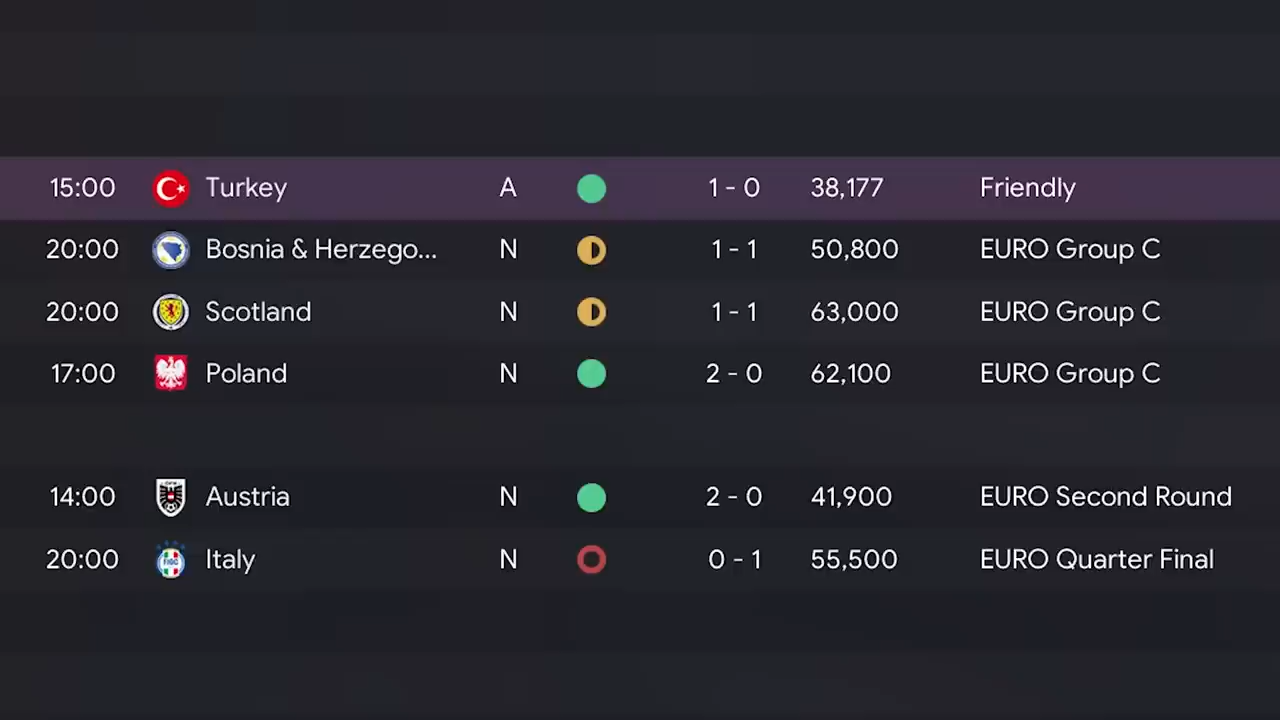 15:00 Turkey A 1 - 0 38,177 Friendly
20:00 Bosnia & Herzego... N 1 - 1 50,800 EURO Group C
20:00 Scotland N 1 - 1 63,000 EURO Group C
17:00 Poland N 2 - 0 62,100 EURO Group C
14:00 Austria N 2 - 0 41,900 EURO Second Round
20:00 Italy N 0 - 1 55,500 EURO Quarter Final